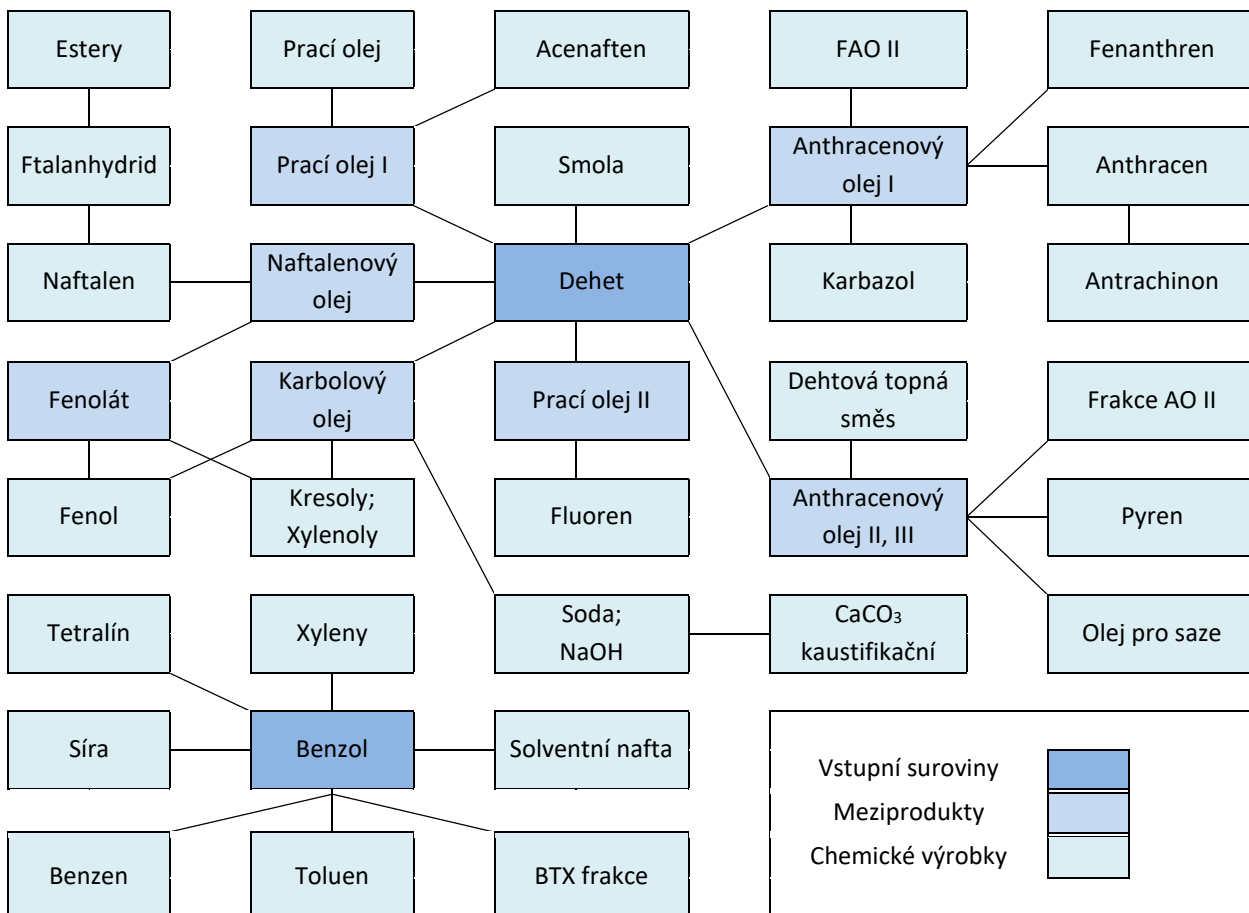 Estery
Prací olej
Acenaften
FAO II
Fenanthren
Ftalanhydrid
Prací olej I
Smola
Anthracenový
olej I
Anthracen
Naftalen
Naftalenový
olej
Dehet
Karbazol
Antrachinon
Fenolát
Karbolový
olej
Prací olej II
Dehtová topná
směs
Frakce AO II
Fenol
Kresoly;
Xylenoly
Fluoren
Anthracenový
olej II, III
Pyren
Tetralín
Xyleny
Soda;
NaOH
CaCO₃
kaustifikační
Olej pro saze
Síra
Benzol
Solventní nafta
Benzen
Toluen
BTX frakce
Vstupní suroviny
Meziprodukty
Chemické výrobky